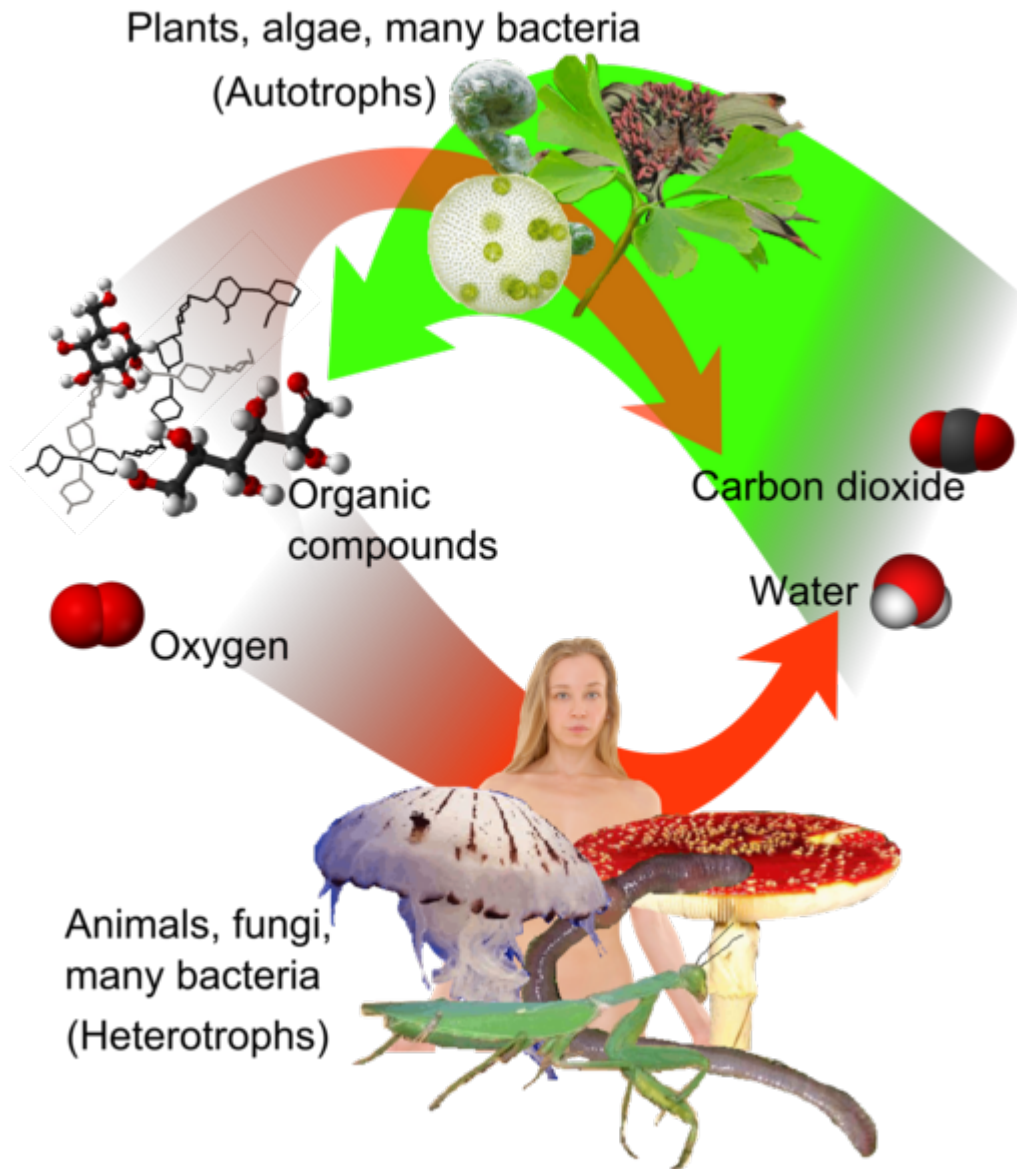 Plants, algae, many bacteria
(Autotrophs)
Organic
compounds
Carbon dioxide
Water
Oxygen
Animals, fungi,
many bacteria
(Heterotrophs)